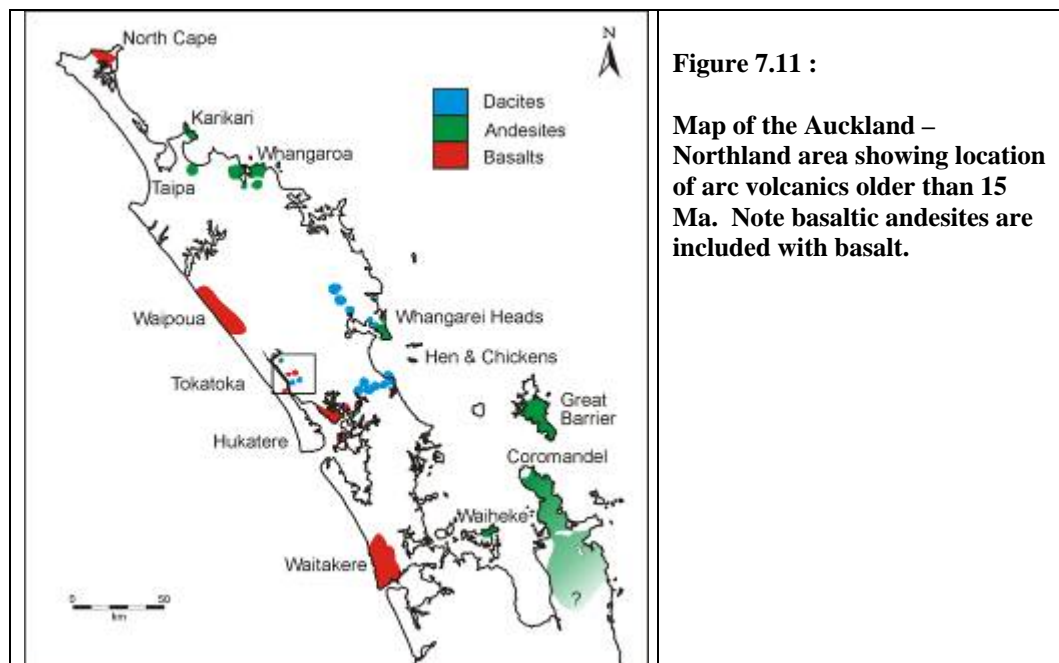 North Cape
N
Karikari
Whangaroa
Taipa
Dacites
Andesites
Basalts
Waipoua
Whangarei Heads
Hen & Chickens
Tokatoka
Great
Barrier
Hukatere
Coromandel
Waiheke
Waitakere
?
0 50
km
Figure 7.11 :
Map of the Auckland –
Northland area showing location
of arc volcanics older than 15
Ma. Note basaltic andesites are
included with basalt.